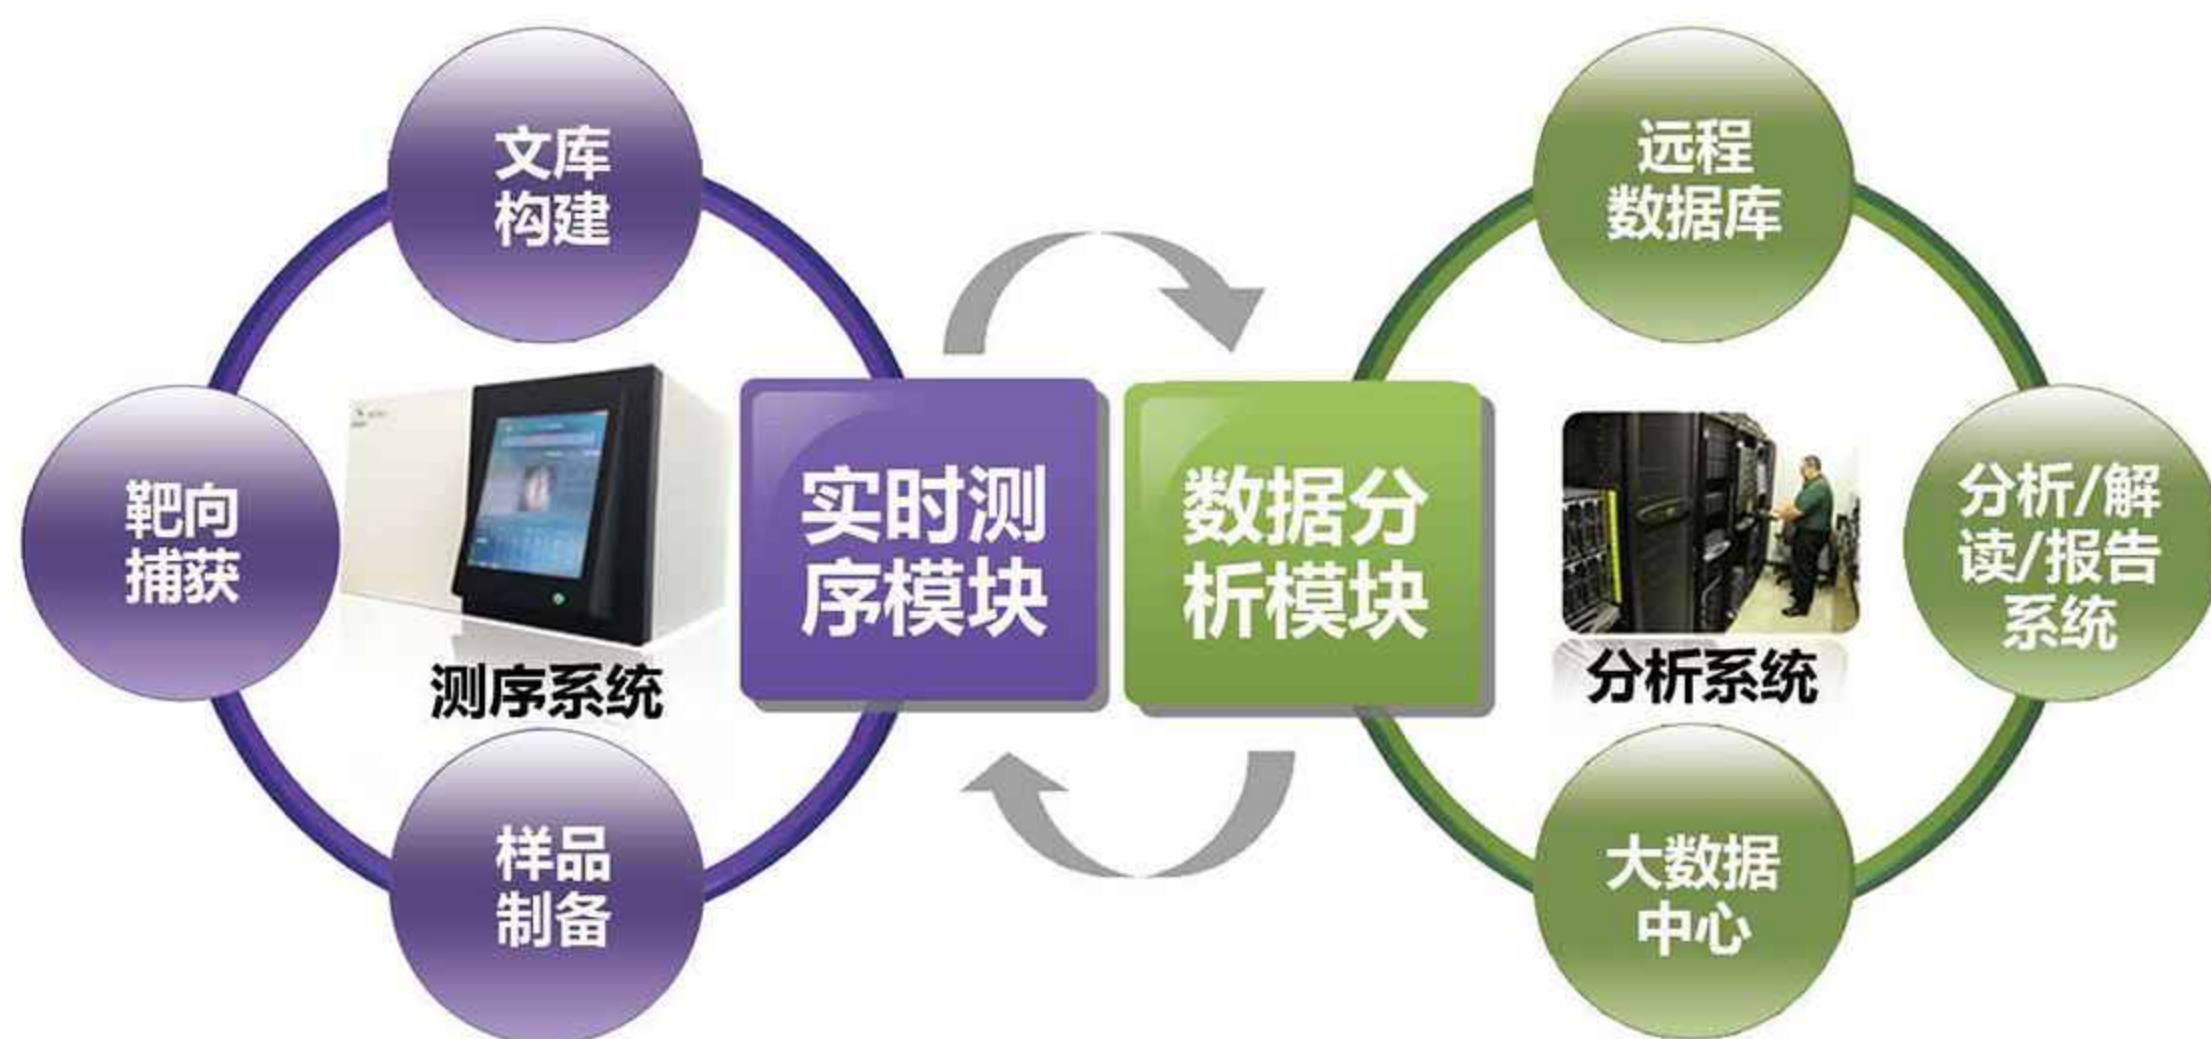 文库
构建
靶向
捕获
样品
制备
测序系统
实时测
序模块
数据分
析模块
远程
数据库
分析/解
读/报告
系统
大数据
中心
分析系统